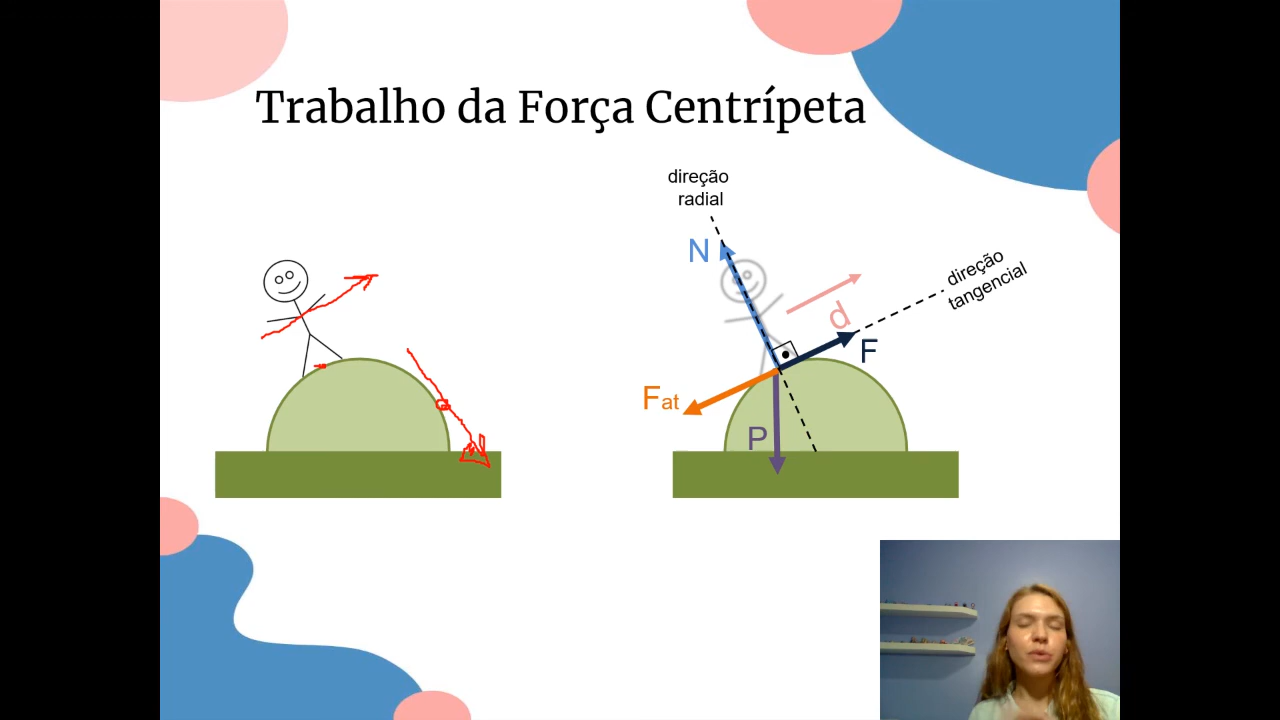 Trabalho da Força Centrípeta
direção
radial
N
direção
tangencial
d
F
Fat
P